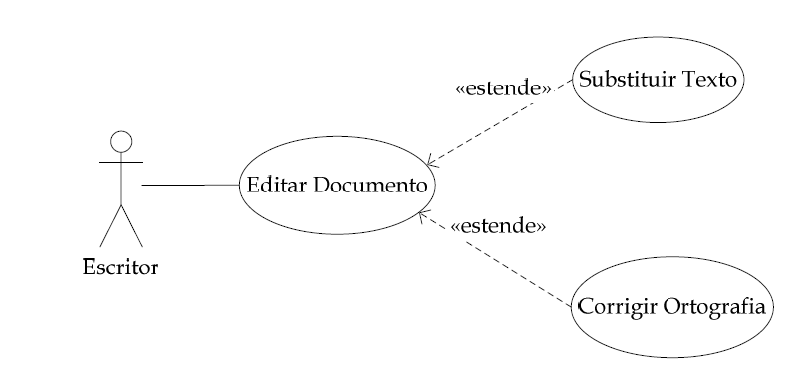 Substituir Texto
«estende»
Editar Documento
«estende»
Escritor
Corrigir Ortografia